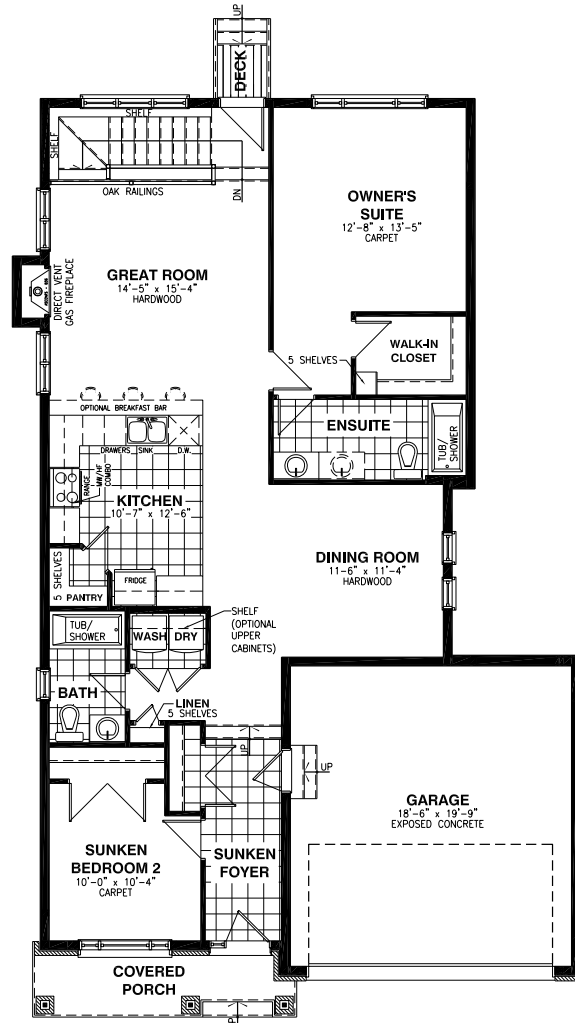 UP
DECK
SHELF
SHELF
OAK RAILINGS
DN
OWNER'S
SUITE
12'-8" x 13'-5"
CARPET
GREAT ROOM
14'-5" x 15'-4"
HARDWOOD
DIRECT VENT
GAS FIREPLACE
5 SHELVES
WALK-IN
CLOSET
OPTIONAL BREAKFAST BAR
ENSUITE
TUB/
SHOWER
DRAWERS
SINK
D.W.
RANGE
MW/HF
COMBO
KITCHEN
10'-7" x 12'-6"
DINING ROOM
11-6" x 11'-4"
HARDWOOD
5 SHELVES
PANTRY
FRIDGE
TUB/
SHOWER
WASH
DRY
SHELF
(OPTIONAL
UPPER
CABINETS)
BATH
LINEN
5 SHELVES
UP
UP
GARAGE
18'-6" x 19'-9"
EXPOSED CONCRETE
SUNKEN
BEDROOM 2
10'-0" x 10'-4"
CARPET
SUNKEN
FOYER
COVERED
PORCH